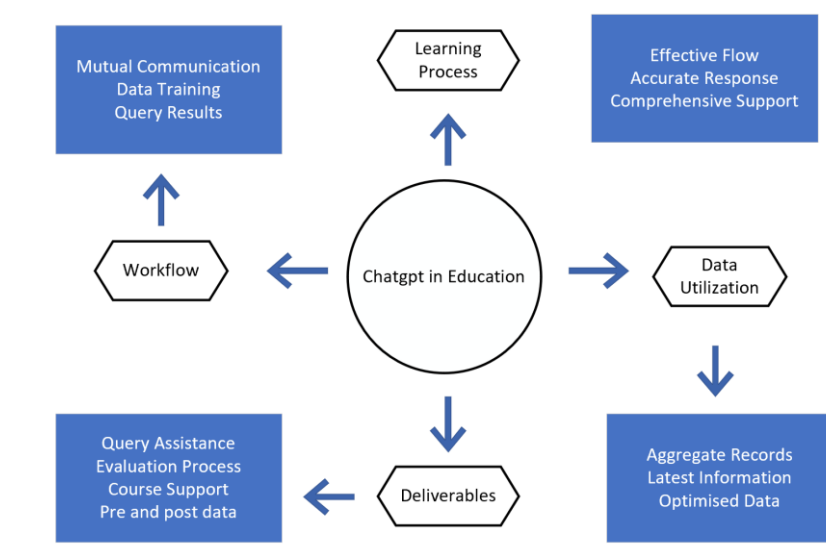 Mutual Communication
Data Training
Query Results
Learning
Process
Effective Flow
Accurate Response
Comprehensive Support
Workflow
Chatgpt in Education
Data
Utilization
Query Assistance
Evaluation Process
Course Support
Pre and post data
Deliverables
Aggregate Records
Latest Information
Optimised Data